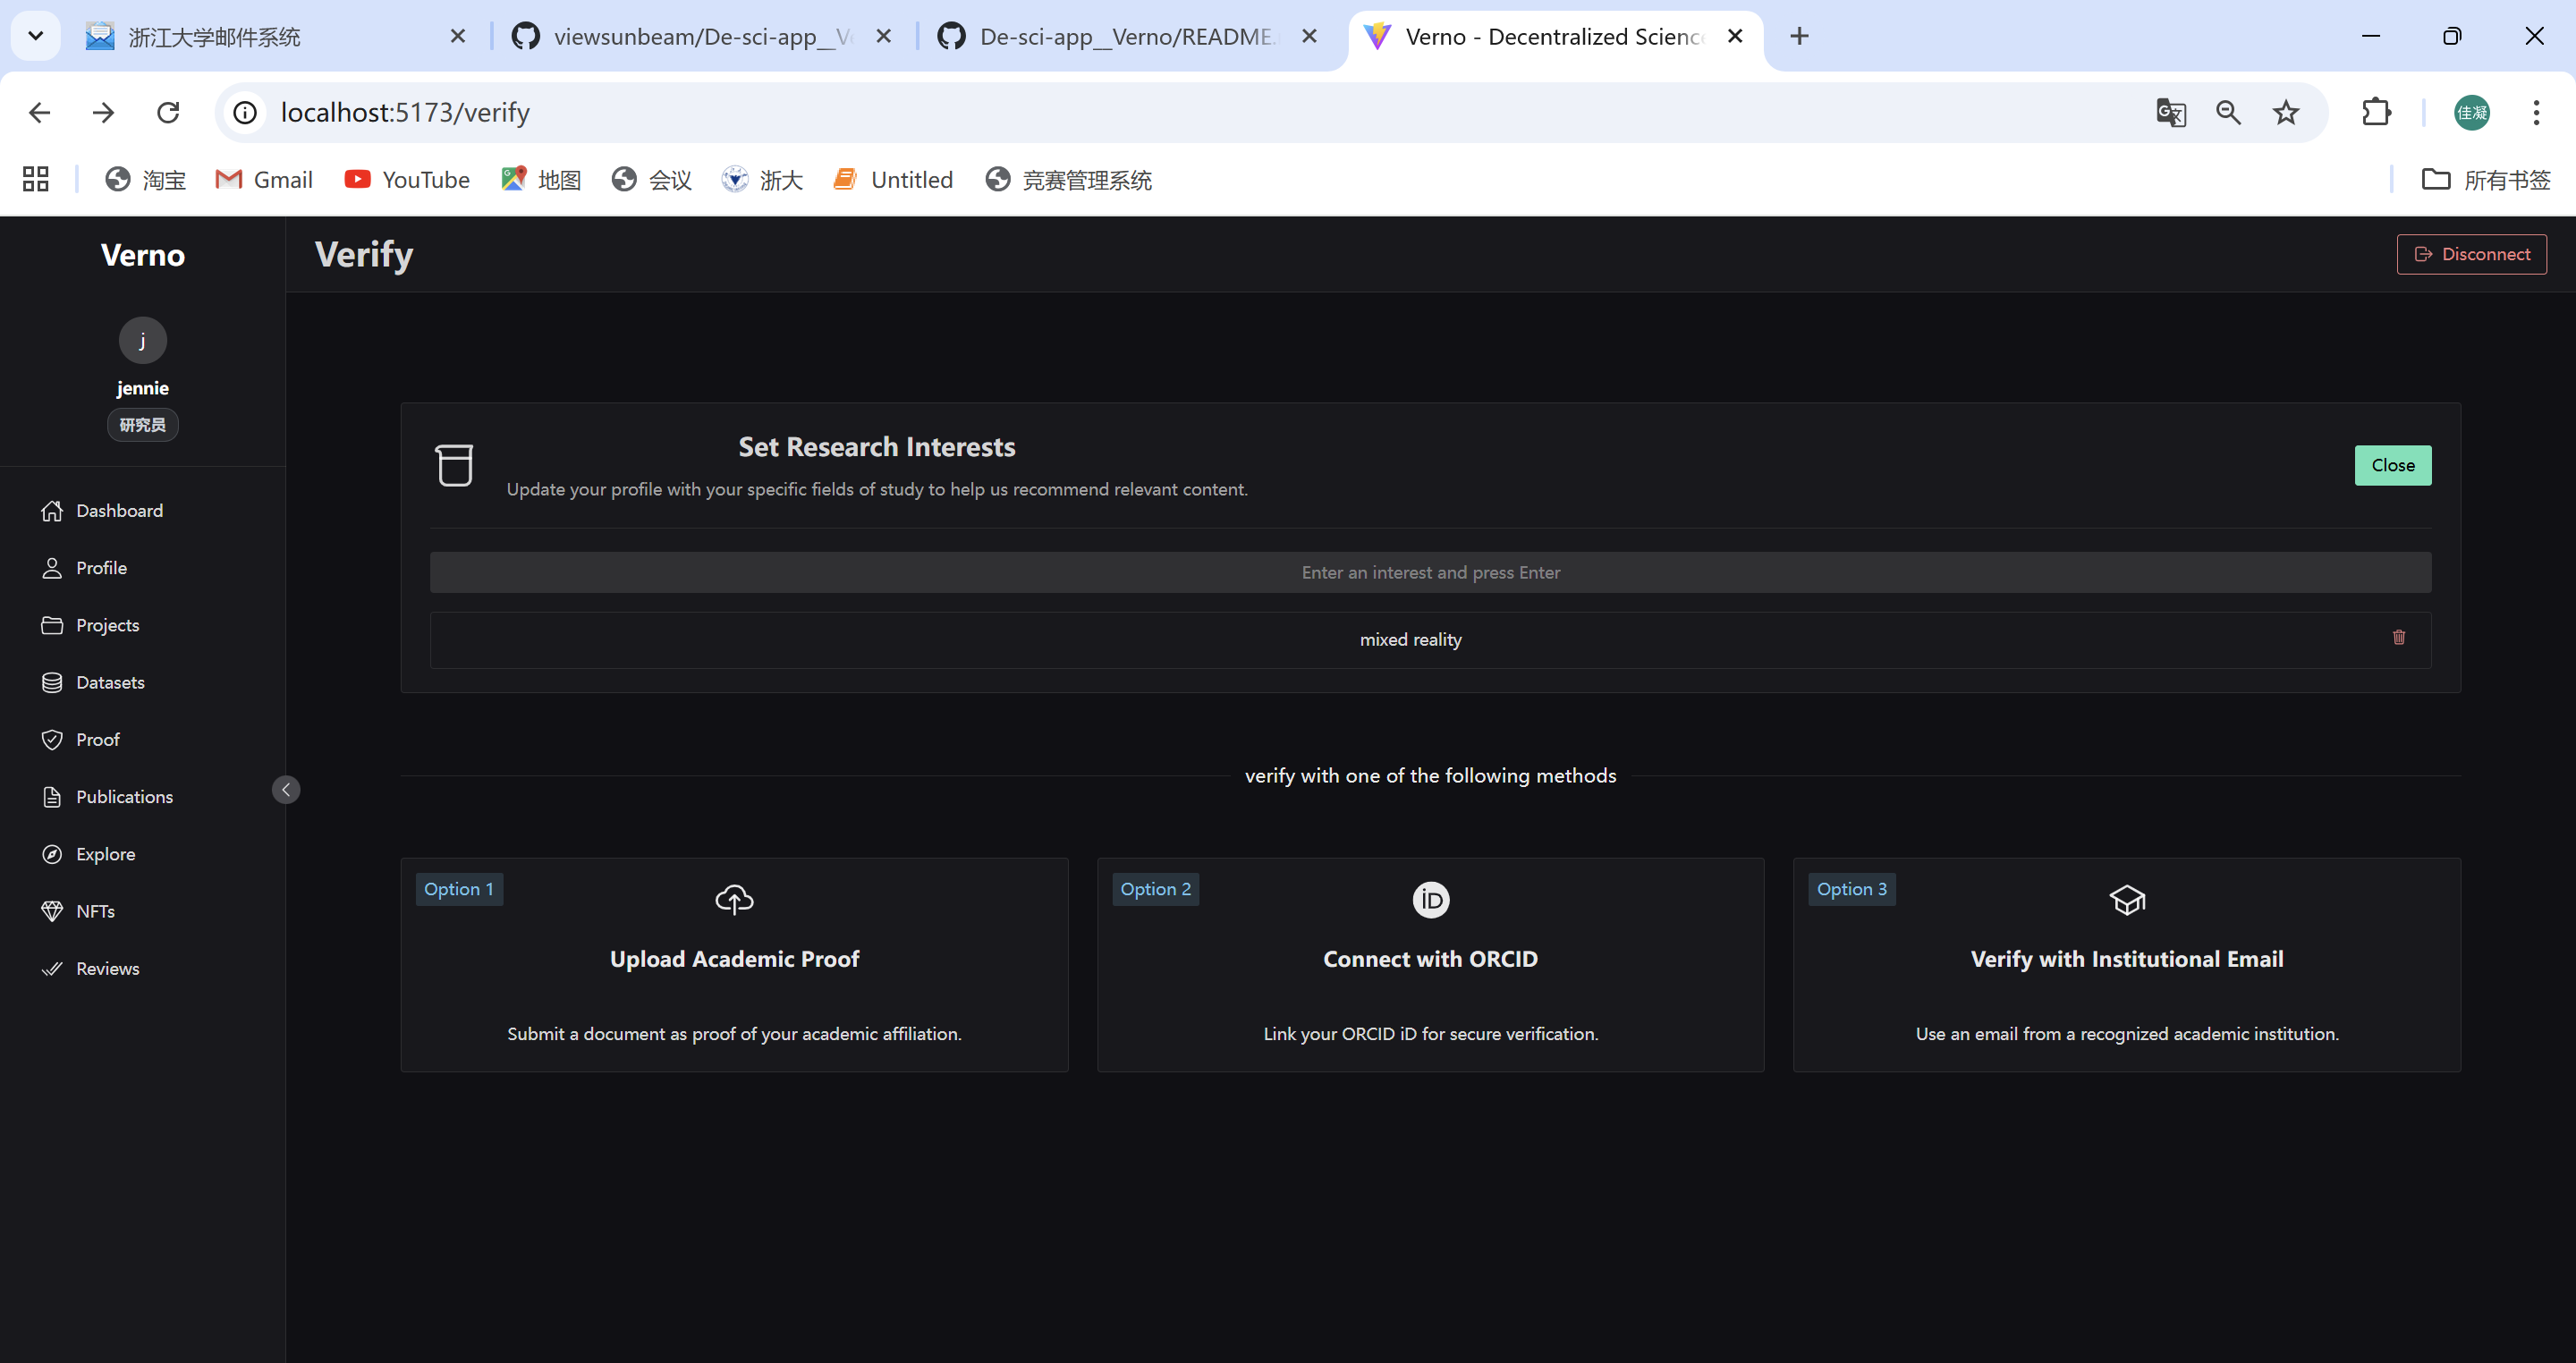 浙江大学邮件系统
viewsunbeam/De-sci-app__Ve
De-sci-app__Verno/README.
Verno - Decentralized Science
localhost:5173/verify
佳凝
淘宝
Gmail
YouTube
地图
会议
浙大
Untitled
竞赛管理系统
所有书签
Verno
Verify
Disconnect
j
jennie
研究员
Dashboard
Profile
Projects
Datasets
Proof
Publications
Explore
NFTs
Reviews
Set Research Interests
Update your profile with your specific fields of study to help us recommend relevant content.
Close
Enter an interest and press Enter
mixed reality
verify with one of the following methods
Option 1
Upload Academic Proof
Submit a document as proof of your academic affiliation.
Option 2
iD
Connect with ORCID
Link your ORCID iD for secure verification.
Option 3
Verify with Institutional Email
Use an email from a recognized academic institution.